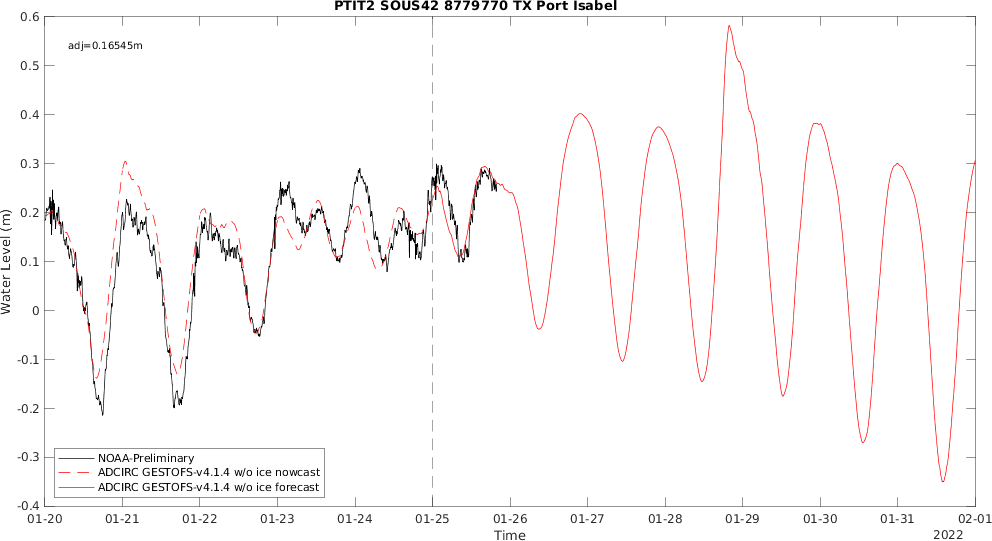 PTIT2 SOUS42 8779770 TX Port Isabel
adj=0.16545m
0.6
0.5
0.4
0.3
0.2
0.1
0
-0.1
-0.2
-0.3
-0.4
Water Level (m)
NOAA-Preliminary
ADCIRC GESTOFS-v4.1.4 w/o ice nowcast
ADCIRC GESTOFS-v4.1.4 w/o ice forecast
01-20 01-21 01-22 01-23 01-24 01-25 01-26 01-27 01-28 01-29 01-30 01-31 02-01
Time
2022